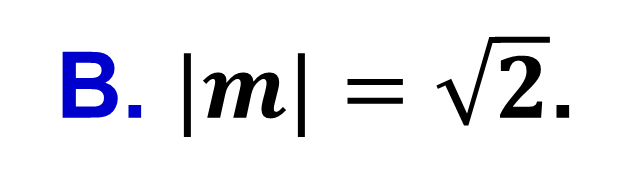 B. |m| = √2.